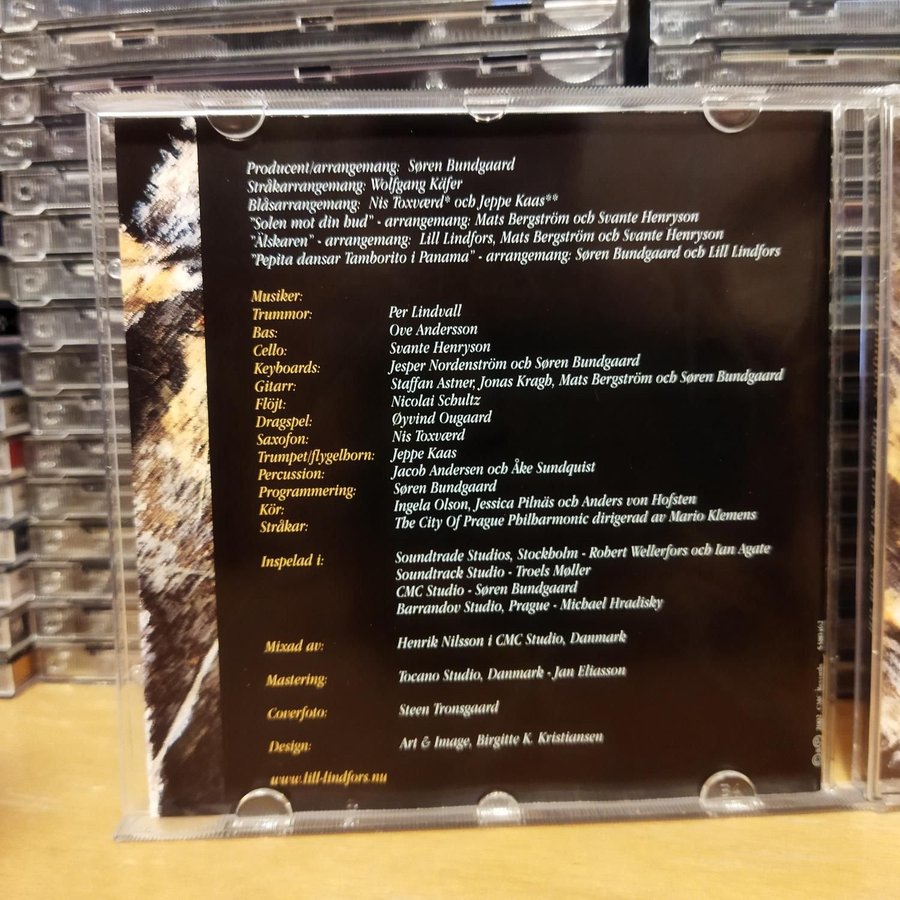 Producent/arrangemang: Søren Bundgaard
Stråkarrangemang: Wolfgang Käfer
Blåsarrangemang: Nis Toxværd* och Jeppe Kaas**
"Solen mot din hud" - arrangemang: Mats Bergström och Svante Henryson
"Älskaren" - arrangemang: Lill Lindfors, Mats Bergström och Svante Henryson
"Pepita dansar Tamborito i Panama" - arrangemang: Søren Bundgaard och Lill Lindfors
Musiker:
Trummor: Per Lindvall
Bas: Ove Andersson
Cello: Svante Henryson
Keyboards: Jesper Nordenström och Søren Bundgaard
Gitarr: Staffan Astner, Jonas Kragh, Mats Bergström och Søren Bundgaard
Flöjt: Nicolai Schultz
Dragspel: Øyvind Ougaard
Saxofon: Nis Toxværd
Trumpet/flygelhorn: Jeppe Kaas
Percussion: Jacob Andersen och Åke Sundquist
Programmering: Søren Bundgaard
Kör: Ingela Olson, Jessica Pilnäs och Anders von Hofsten
Stråkar: The City Of Prague Philharmonic dirigerad av Mario Klemens
Inspelad i: Soundtrade Studios, Stockholm - Robert Wellerfors och Ian Agate
Soundtrack Studio - Troels Møller
CMC Studio - Søren Bundgaard
Barrandov Studio, Prague - Michael Hradisky
Mixad av: Henrik Nilsson i CMC Studio, Danmark
Mastering: Tocano Studio, Danmark - Jan Eliasson
Coverfoto: Steen Tronsgaard
Design: Art & Image, Birgitte K. Kristiansen
www.lill-lindfors.nu